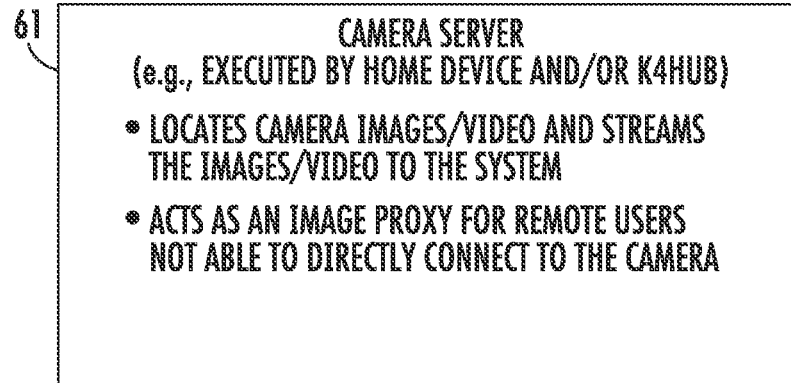 61
CAMERA SERVER
(e.g., EXECUTED BY HOME DEVICE AND/OR K4HUB)
• LOCATES CAMERA IMAGES/VIDEO AND STREAMS
THE IMAGES/VIDEO TO THE SYSTEM
• ACTS AS AN IMAGE PROXY FOR REMOTE USERS
NOT ABLE TO DIRECTLY CONNECT TO THE CAMERA